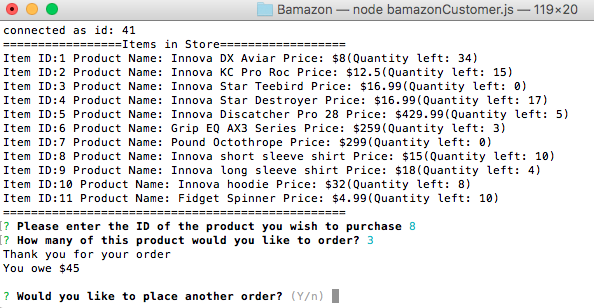 Bamazon — node bamazonCustomer.js — 119×20
connected as id: 41
=================Items in Store==================
Item ID:1 Product Name: Innova DX Aviar Price: $8(Quantity left: 34)
Item ID:2 Product Name: Innova KC Pro Roc Price: $12.5(Quantity left: 15)
Item ID:3 Product Name: Innova Star Teebird Price: $16.99(Quantity left: 0)
Item ID:4 Product Name: Innova Star Destroyer Price: $16.99(Quantity left: 17)
Item ID:5 Product Name: Innova Discatcher Pro 28 Price: $429.99(Quantity left: 5)
Item ID:6 Product Name: Grip EQ AX3 Series Price: $259(Quantity left: 3)
Item ID:7 Product Name: Pound Octothrope Price: $299(Quantity left: 0)
Item ID:8 Product Name: Innova short sleeve shirt Price: $15(Quantity left: 10)
Item ID:9 Product Name: Innova long sleeve shirt Price: $18(Quantity left: 4)
Item ID:10 Product Name: Innova hoodie Price: $32(Quantity left: 8)
Item ID:11 Product Name: Fidget Spinner Price: $4.99(Quantity left: 10)
=================================================
[? Please enter the ID of the product you wish to purchase 8
[? How many of this product would you like to order? 3
Thank you for your order
You owe $45
? Would you like to place another order? (Y/n)